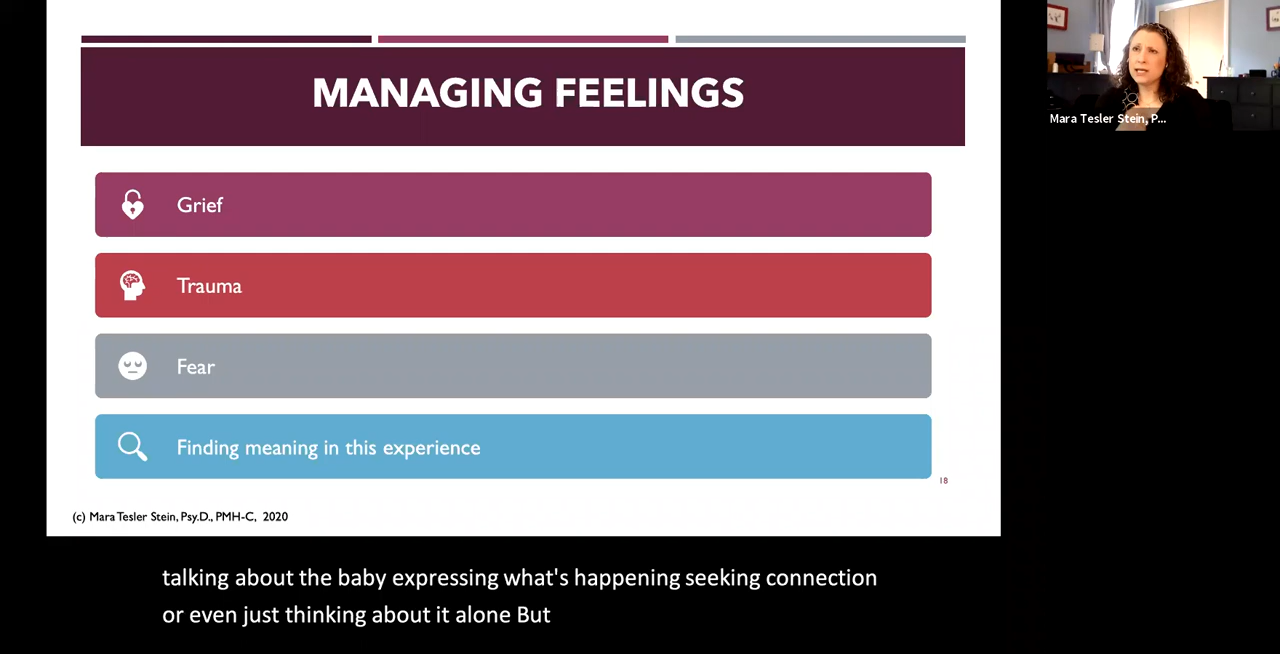 MANAGING FEELINGS
Mara Tesler Stein, P...
Grief
Trauma
Fear
Finding meaning in this experience
18
(c) Mara Tesler Stein, Psy.D., PMH-C, 2020
talking about the baby expressing what's happening seeking connection
or even just thinking about it alone But